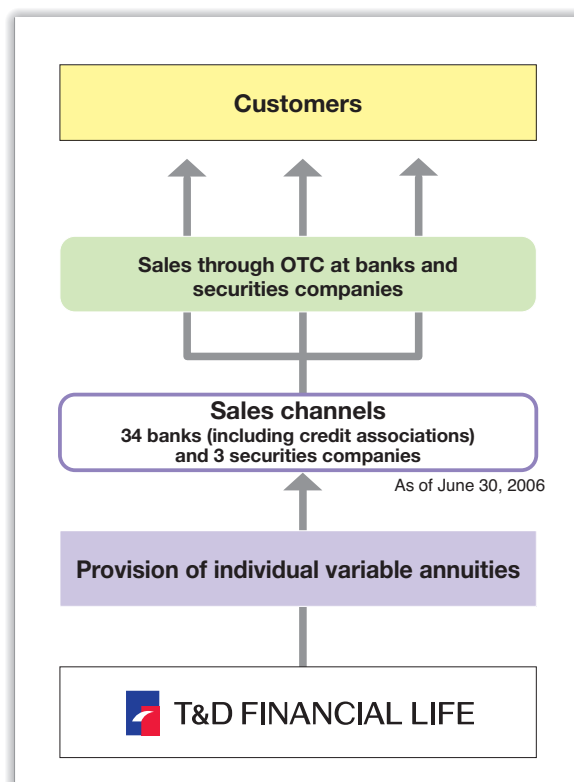 Customers
Sales through OTC at banks and
securities companies
Sales channels
34 banks (including credit associations)
and 3 securities companies
As of June 30, 2006
Provision of individual variable annuities
T&D FINANCIAL LIFE